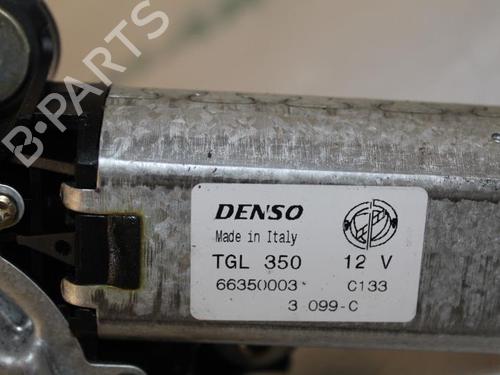 B-PARTS
DENSO
Made in Italy
TGL 350 12 V
66350003 C133
3 099-C